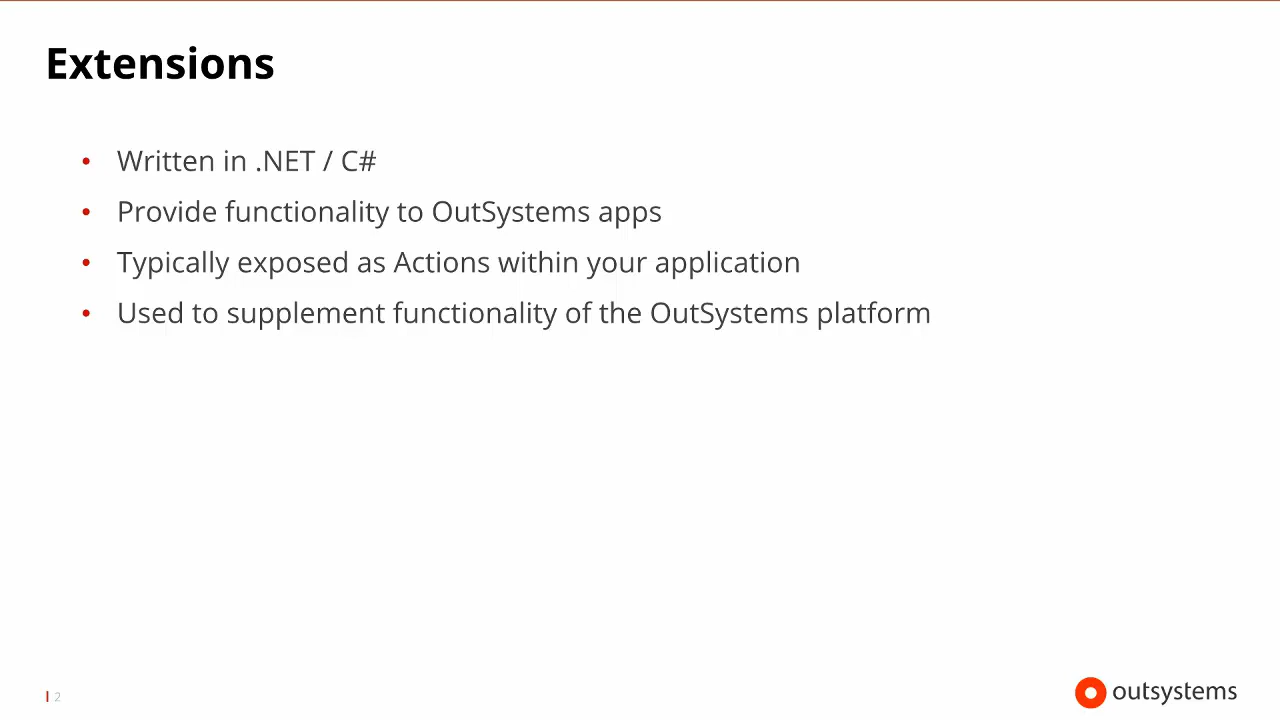 Extensions
• Written in .NET / C#
• Provide functionality to OutSystems apps
• Typically exposed as Actions within your application
• Used to supplement functionality of the OutSystems platform
2
outsystems